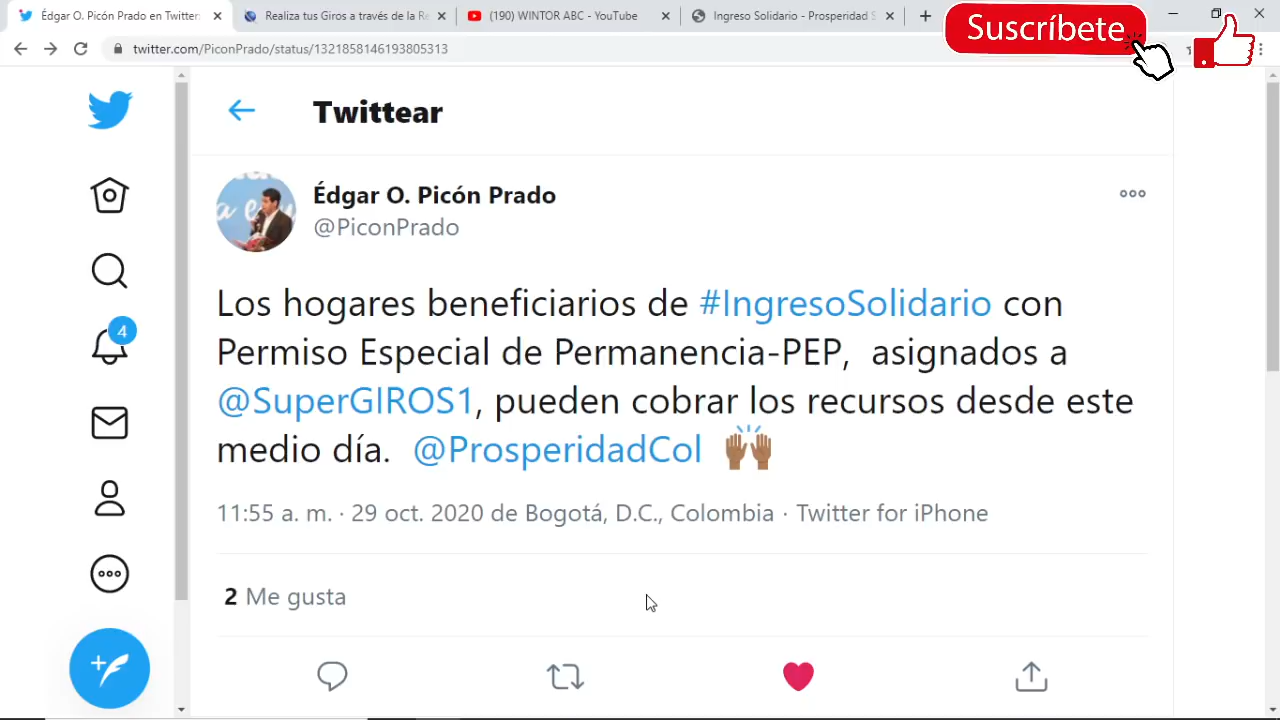 Édgar O. Picón Prado en Twitter:
Realiza tus Giros a través de la Re
(190) WINTOR ABC - YouTube
Ingreso Solidario - Prosperidad S
Suscríbete
twitter.com/PiconPrado/status/1321858146193805313
Twittear
Édgar O. Picón Prado
@PiconPrado
Los hogares beneficiarios de #IngresoSolidario con
Permiso Especial de Permanencia-PEP, asignados a
@SuperGIROS1, pueden cobrar los recursos desde este
medio día. @ProsperidadCol
11:55 a. m. · 29 oct. 2020 de Bogotá, D.C., Colombia · Twitter for iPhone
2 Me gusta
4